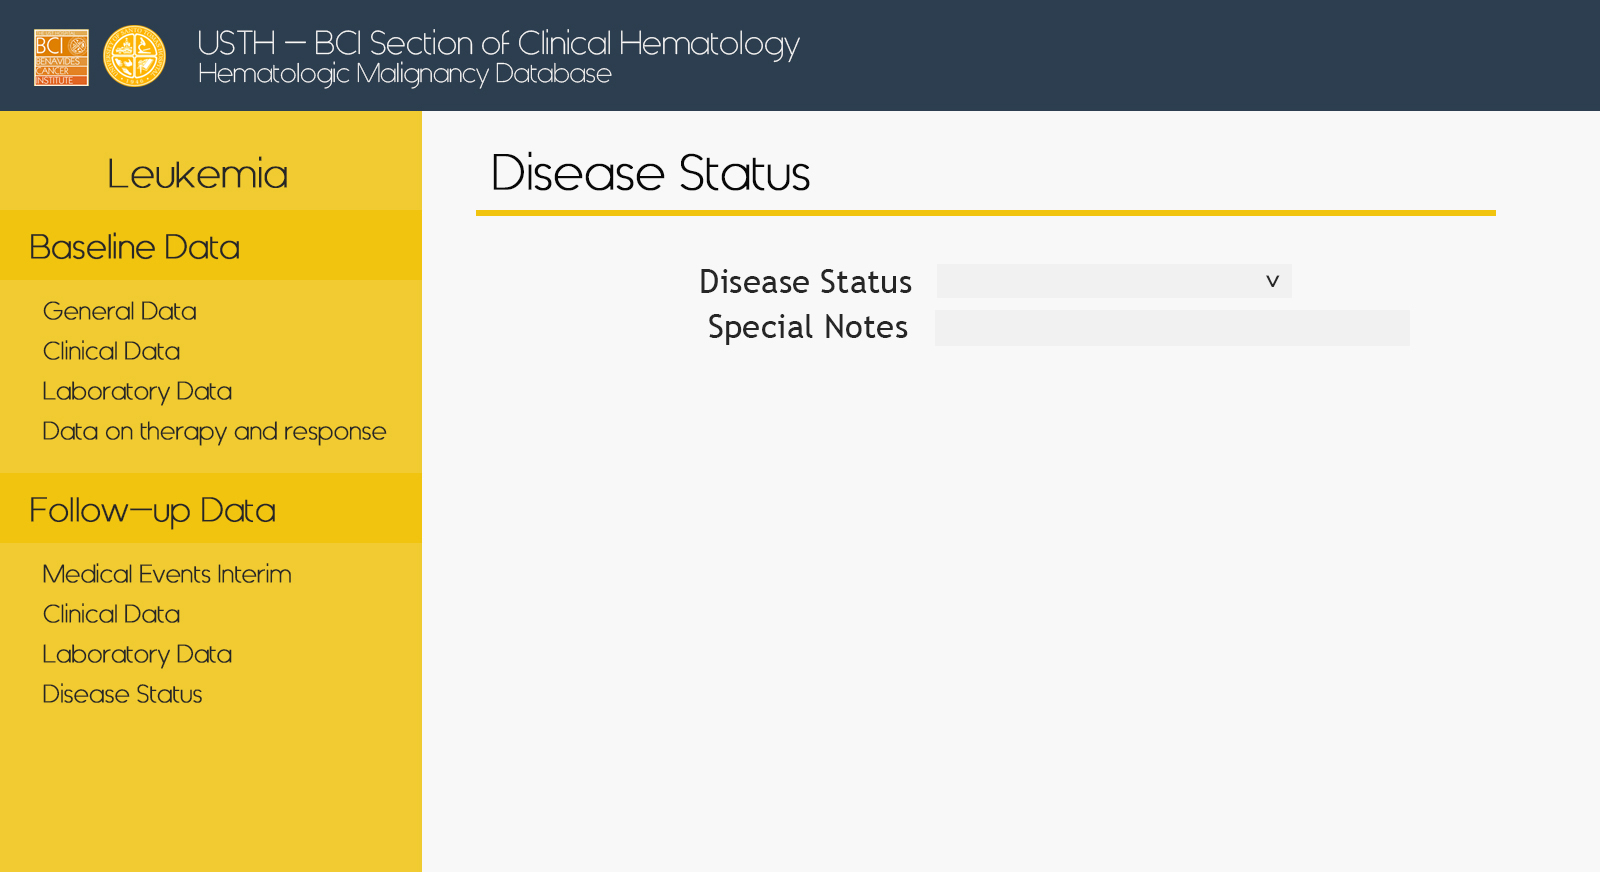 BCI
BENAVIDES
CANCER
INSTITUTE
USTH – BCI Section of Clinical Hematology
Hematologic Malignancy Database
Leukemia
Baseline Data
General Data
Clinical Data
Laboratory Data
Data on therapy and response
Follow-up Data
Medical Events Interim
Clinical Data
Laboratory Data
Disease Status
Disease Status
Disease Status
Special Notes